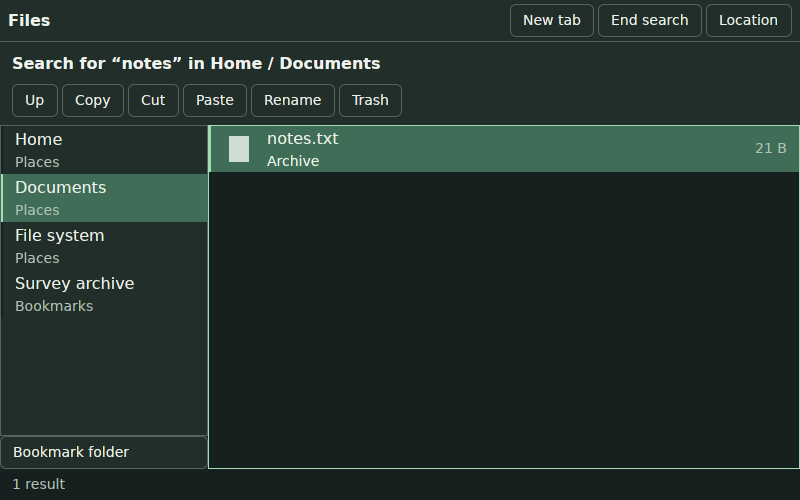 Files
New tab
End search
Location
Search for “notes” in Home / Documents
Up
Copy
Cut
Paste
Rename
Trash
Home
Places
Documents
Places
File system
Places
Survey archive
Bookmarks
Bookmark folder
notes.txt
Archive
21 B
1 result